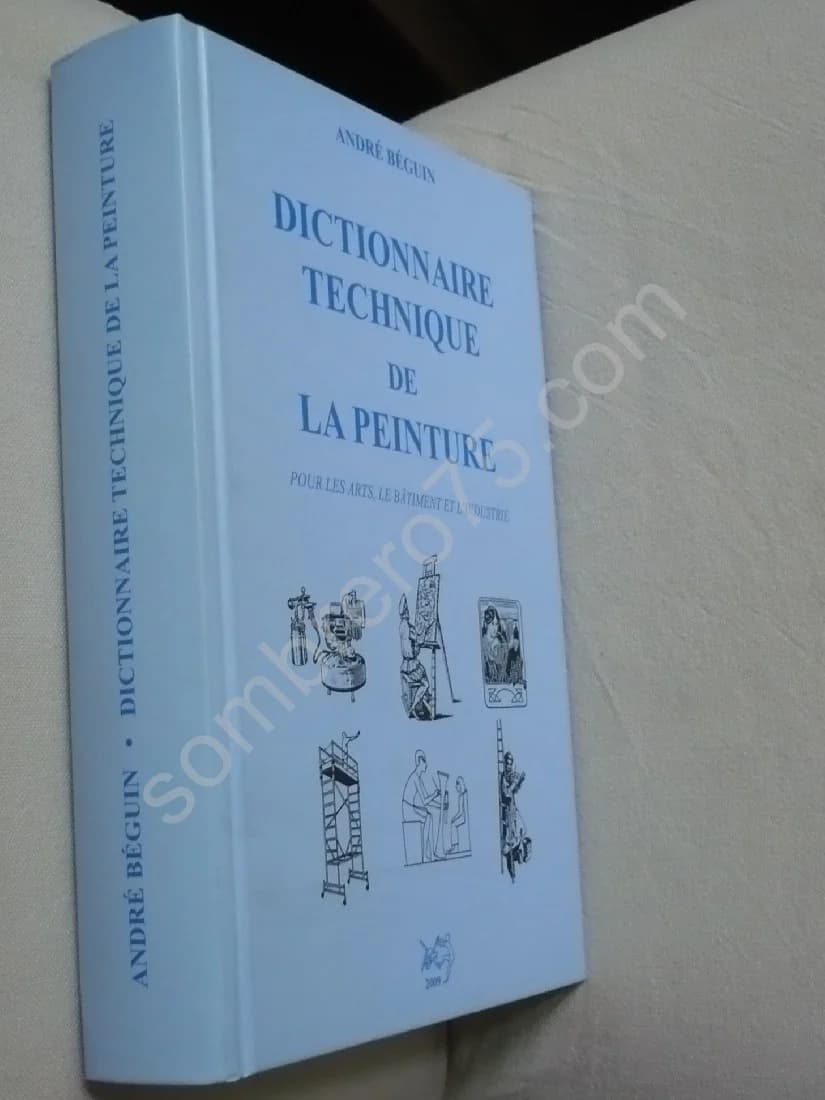 ANDRÉ BÉGUIN • DICTIONNAIRE TECHNIQUE DE LA PEINTURE
ANDRÉ BÉGUIN
DICTIONNAIRE
TECHNIQUE
DE
LA PEINTURE
POUR LES ARTS, LE BÂTIMENT ET L'INDUSTRIE
2009
sombrero75.com